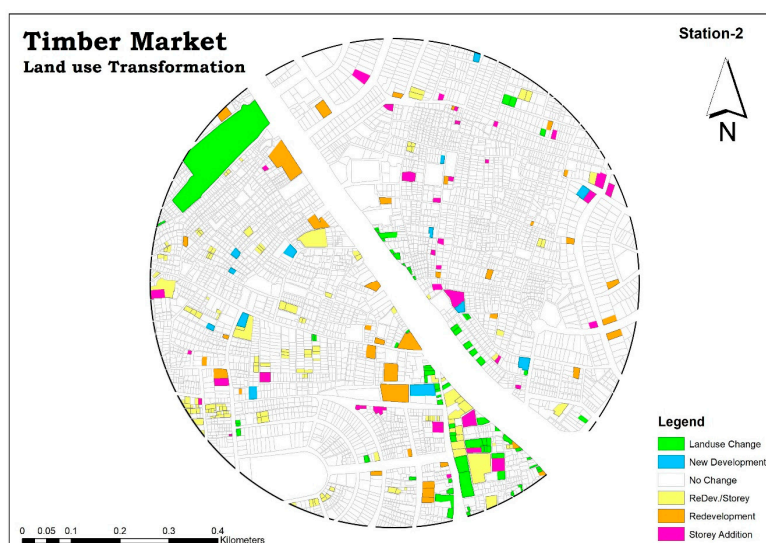 Timber Market
Land use Transformation
Station-2
N
Legend
Landuse Change
New Development
No Change
ReDev./Storey
Redevelopment
Storey Addition
0 0.05 0.1 0.2 0.3 0.4
Kilometers